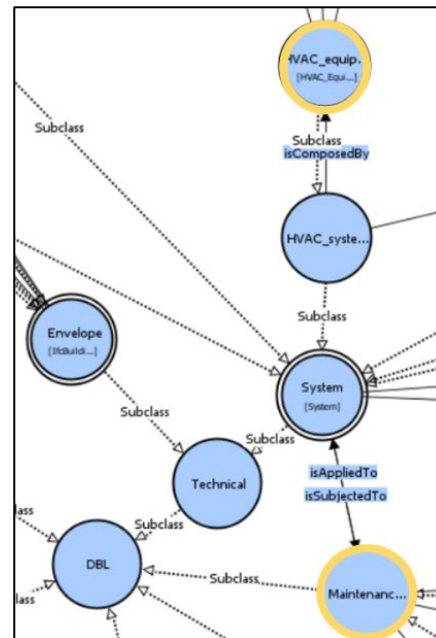 HVAC_equip...
[HVAC_Equi...]
Subclass
Subclass
isComposedBy
HVAC_syste...
Subclass
Envelope
[IfcBuildi...]
System
[System]
Subclass
Subclass
Technical
isAppliedTo
isSubjectedTo
lass
Subclass
DBL
Subclass
Maintenanc...
lass